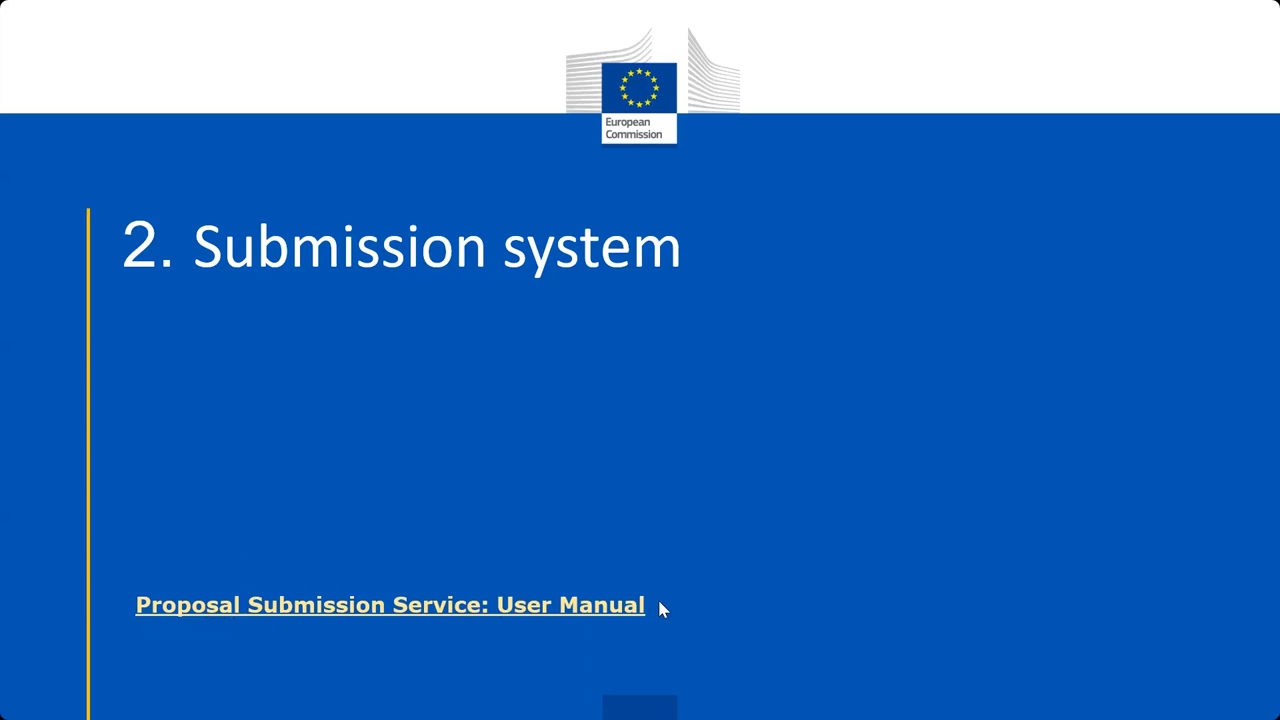 European
Commission
2. Submission system
Proposal Submission Service: User Manual